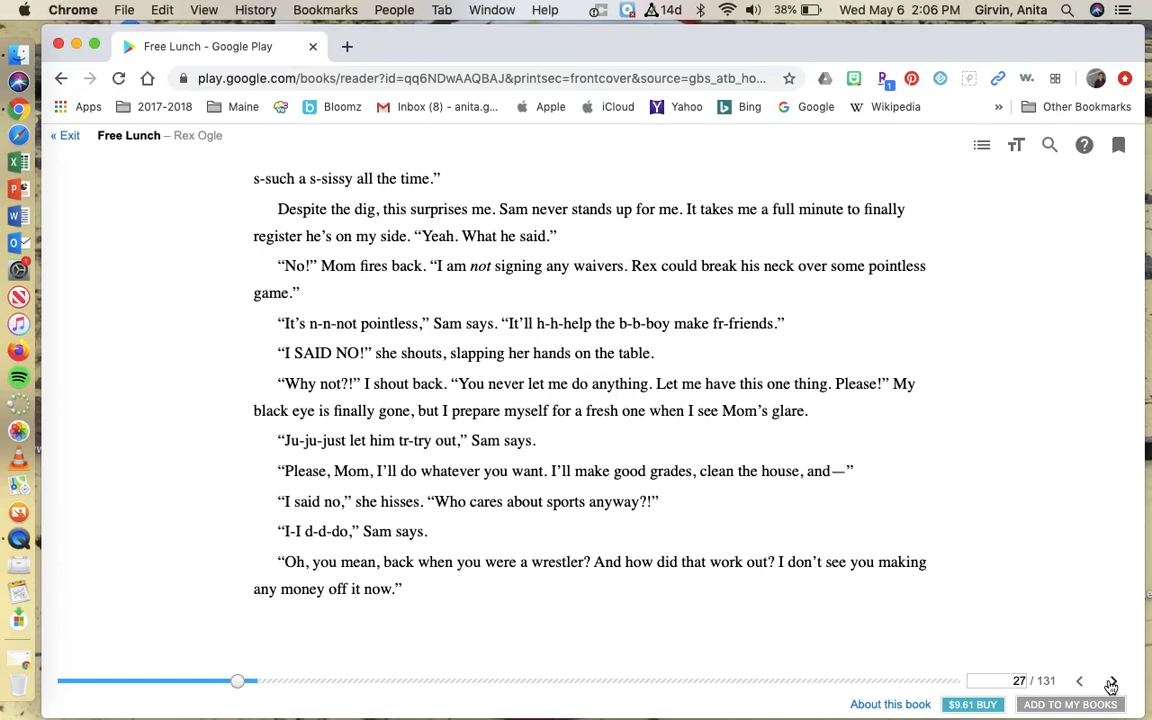 Chrome File Edit View History Bookmarks People Tab Window Help 14d 38% Wed May 6 2:06 PM Girvin, Anita
Free Lunch - Google Play
play.google.com/books/reader?id=qq6NDwAAQBAJ&printsec=frontcover&source=gbs_atb_ho...
Apps 2017-2018 Maine Bloomz Inbox (8) - anita.g... Apple iCloud Yahoo Bing Google Wikipedia » Other Bookmarks
« Exit Free Lunch – Rex Ogle
s-such a s-sissy all the time.”
Despite the dig, this surprises me. Sam never stands up for me. It takes me a full minute to finally
register he’s on my side. “Yeah. What he said.”
“No!” Mom fires back. “I am not signing any waivers. Rex could break his neck over some pointless
game.”
“It’s n-n-not pointless,” Sam says. “It’ll h-h-help the b-b-boy make fr-friends.”
“I SAID NO!” she shouts, slapping her hands on the table.
“Why not?!” I shout back. “You never let me do anything. Let me have this one thing. Please!” My
black eye is finally gone, but I prepare myself for a fresh one when I see Mom’s glare.
“Ju-ju-just let him tr-try out,” Sam says.
“Please, Mom, I’ll do whatever you want. I’ll make good grades, clean the house, and—”
“I said no,” she hisses. “Who cares about sports anyway?!”
“I-I d-d-do,” Sam says.
“Oh, you mean, back when you were a wrestler? And how did that work out? I don’t see you making
any money off it now.”
27 / 131
About this book $9.61 BUY ADD TO MY BOOKS